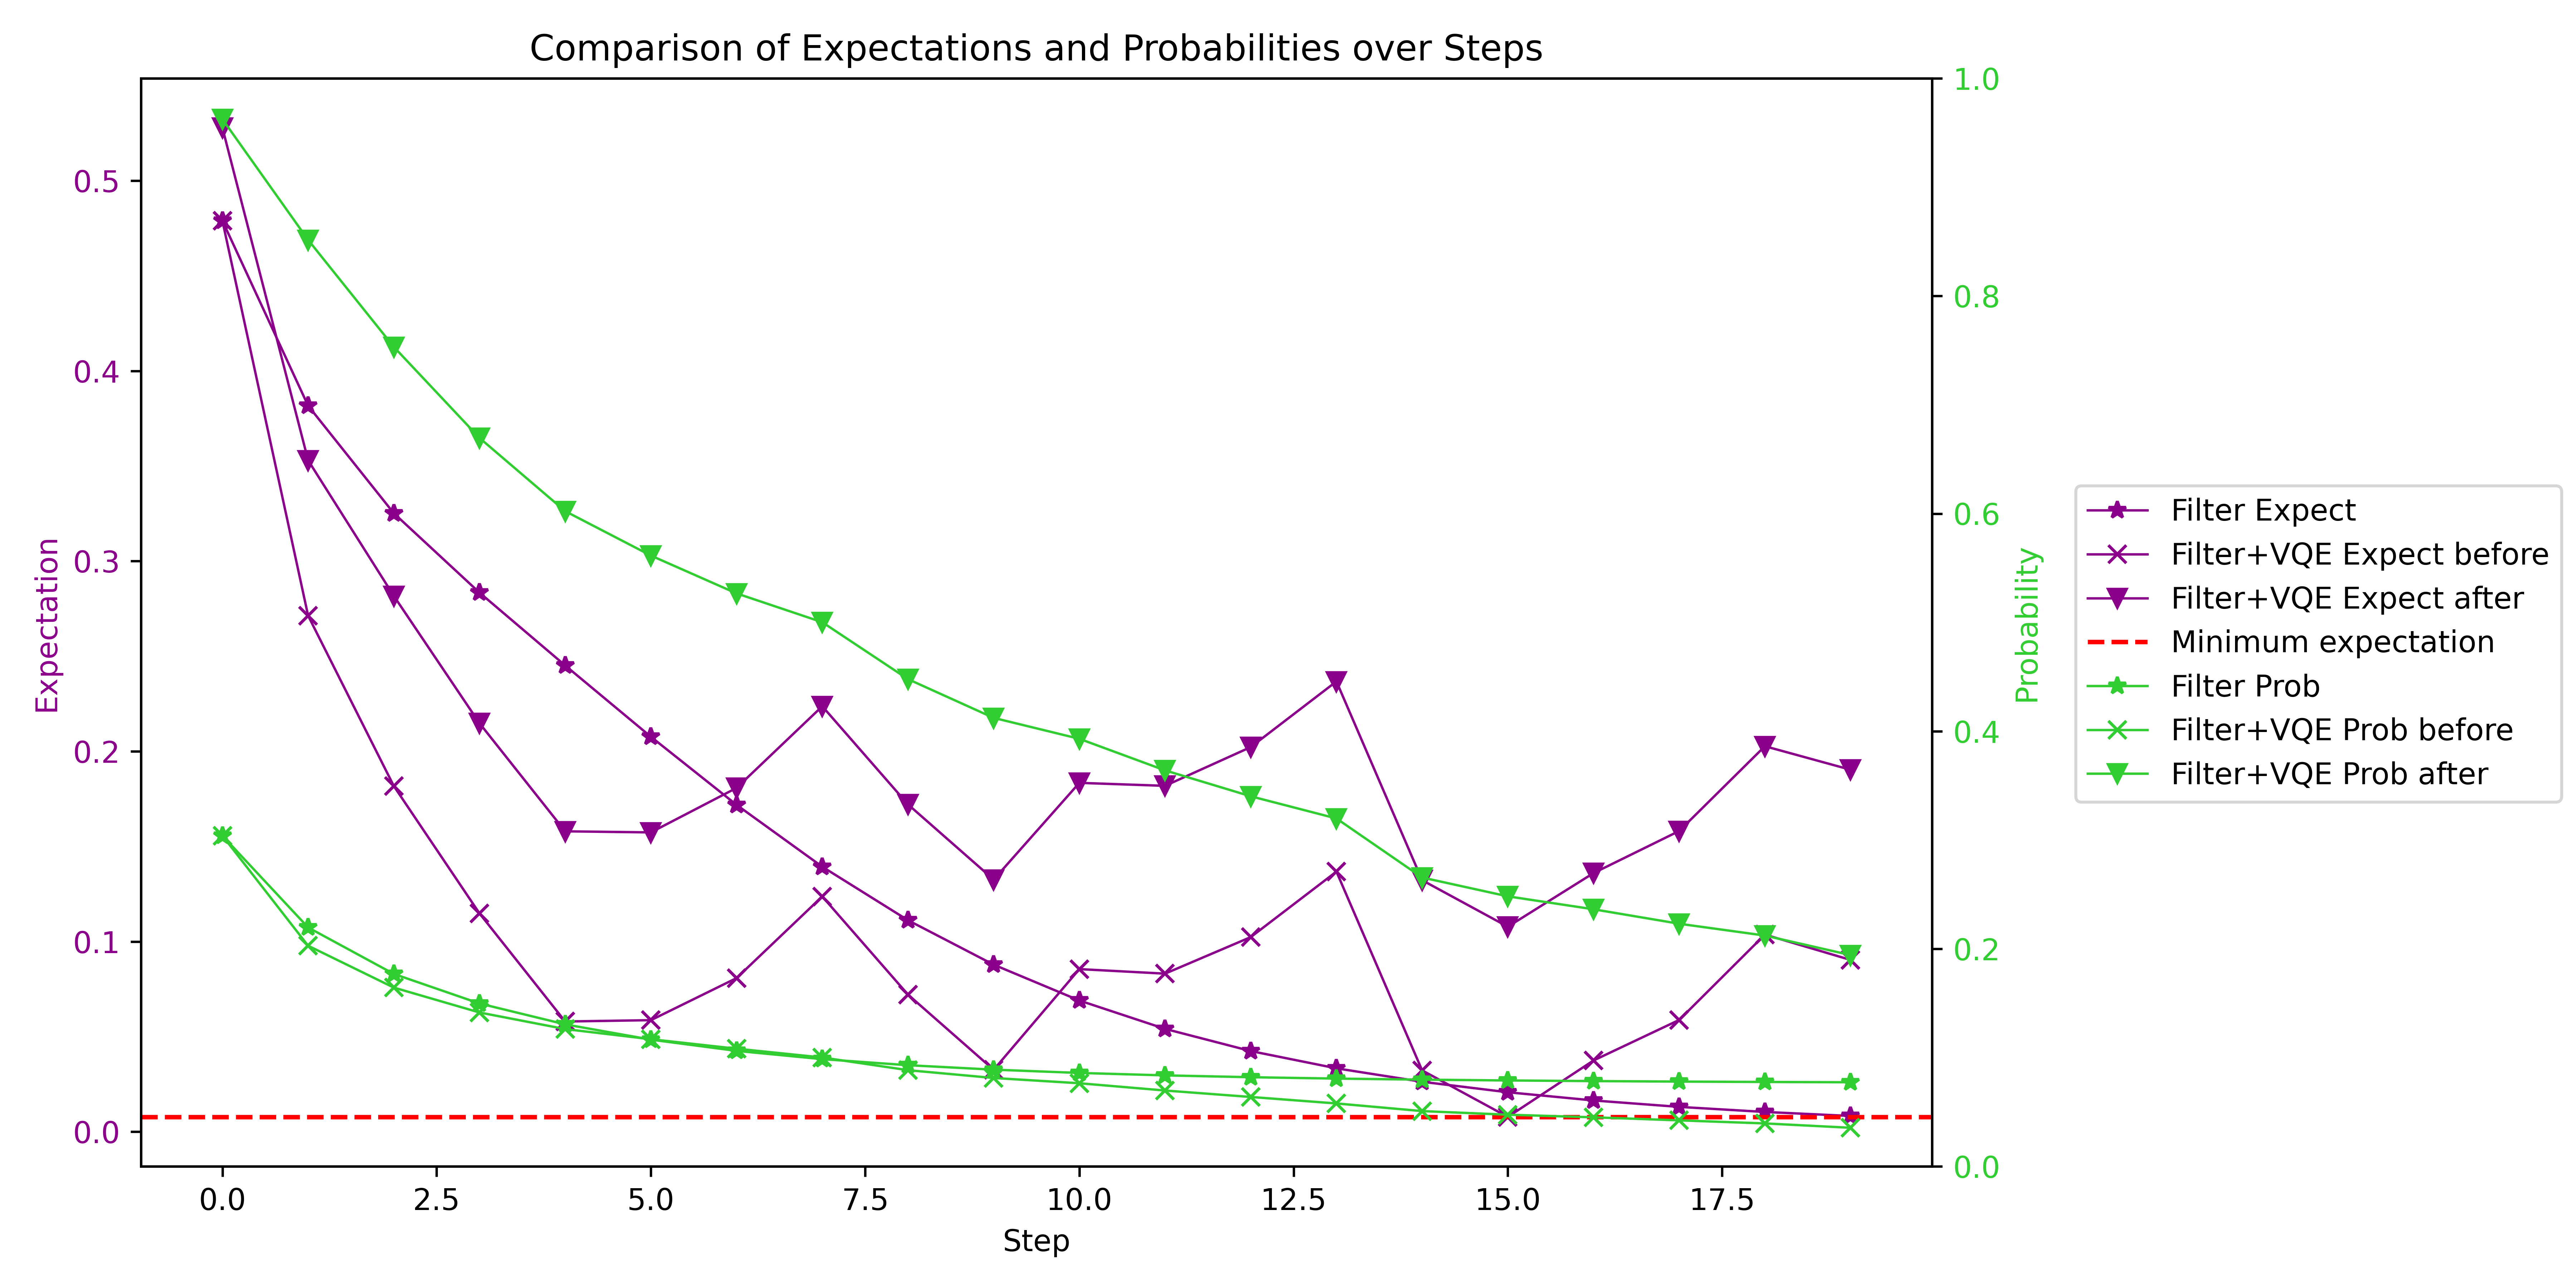 Comparison of Expectations and Probabilities over Steps
Expectation
0.5
0.4
0.3
0.2
0.1
0.0
0.0 2.5 5.0 7.5 10.0 12.5 15.0 17.5
Step
1.0
0.8
0.6
0.4
0.2
0.0
Probability
Filter Expect
Filter+VQE Expect before
Filter+VQE Expect after
Minimum expectation
Filter Prob
Filter+VQE Prob before
Filter+VQE Prob after